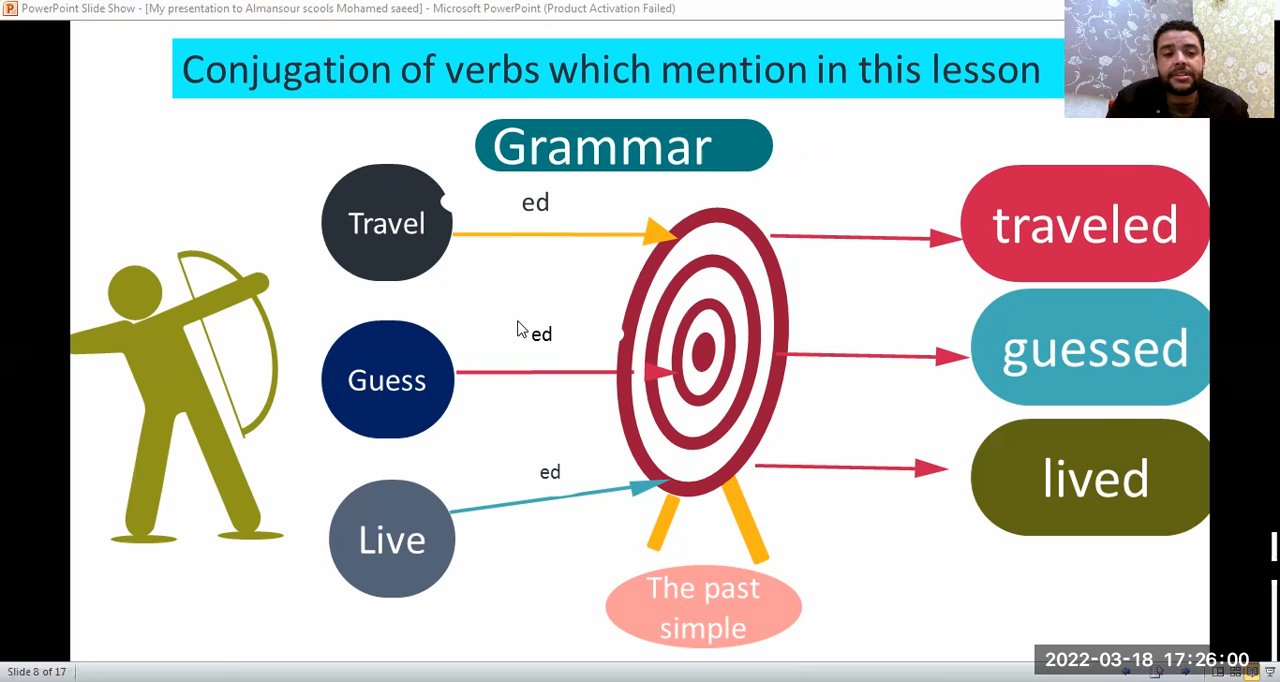 PowerPoint Slide Show - [My presentation to Almansour scools Mohamed saeed] - Microsoft PowerPoint (Product Activation Failed)
Conjugation of verbs which mention in this lesson
Grammar
Travel
ed
traveled
Guess
ed
guessed
Live
ed
lived
The past
simple
2022-03-18 17:26:00
Slide 8 of 17